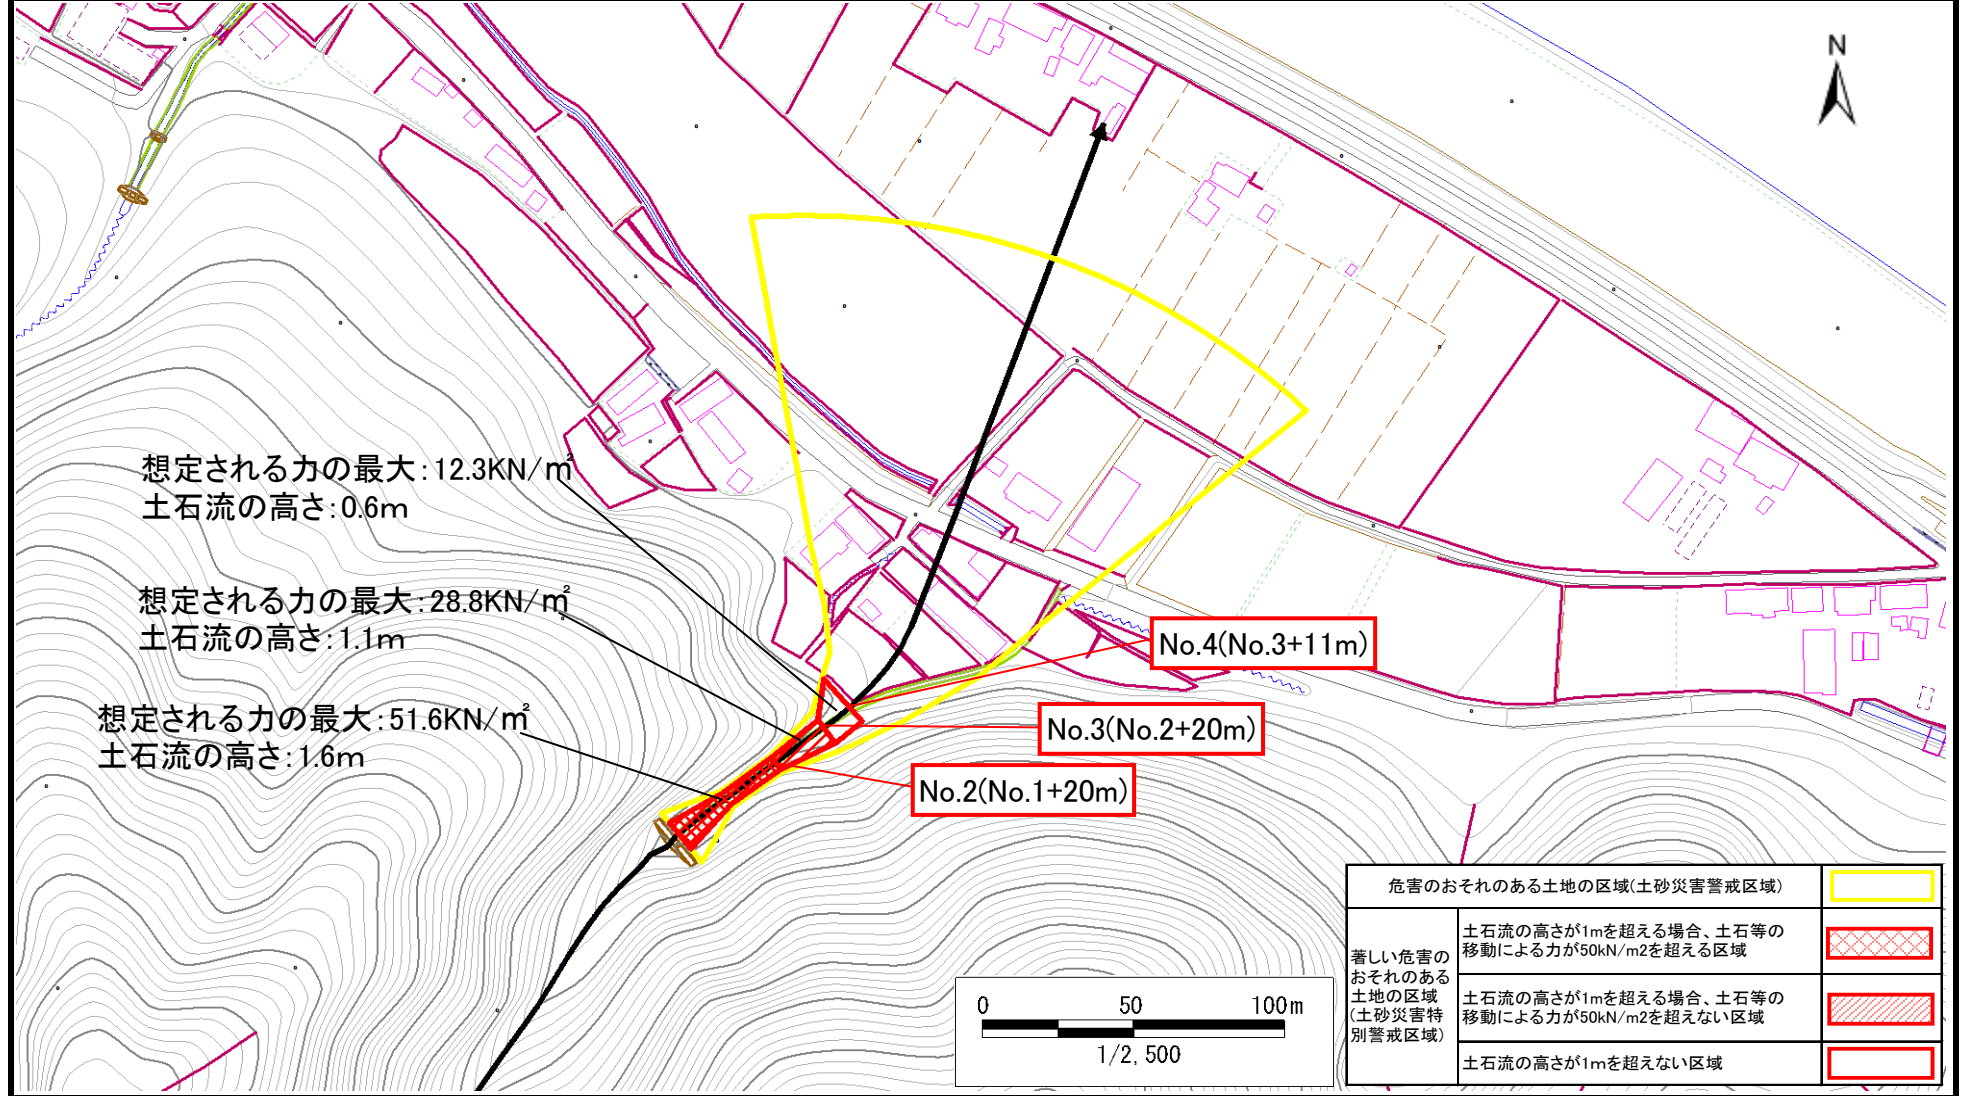 N
想定される力の最大:12.3KN/㎡
土石流の高さ:0.6m
想定される力の最大:28.8KN/㎡
土石流の高さ:1.1m
想定される力の最大:51.6KN/㎡
土石流の高さ:1.6m
No.4(No.3+11m)
No.3(No.2+20m)
No.2(No.1+20m)
0 50 100m
1/2,500
危害のおそれのある土地の区域(土砂災害警戒区域)
著しい危害の
おそれのある
土地の区域
(土砂災害特
別警戒区域)
土石流の高さが1mを超える場合、土石等の
移動による力が50kN/m2を超える区域
土石流の高さが1mを超える場合、土石等の
移動による力が50kN/m2を超えない区域
土石流の高さが1mを超えない区域